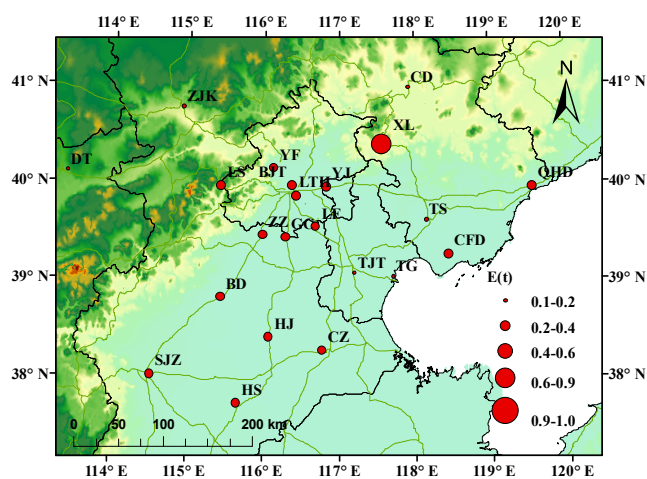 114° E 115° E 116° E 117° E 118° E 119° E 120° E
41° N 41° N
CD
N
ZJK
XL
DT
YF
LS BJT LTH YJ QHD
40° N 40° N
TS
ZZ GC LF
CFD
39° N 39° N
TJT TG
E(t)
BD
0.1-0.2
0.2-0.4
HJ
CZ
0.4-0.6
SJZ
38° N 38° N
0.6-0.9
HS
0.9-1.0
0 50 100 200 km
114° E 115° E 116° E 117° E 118° E 119° E 120° E